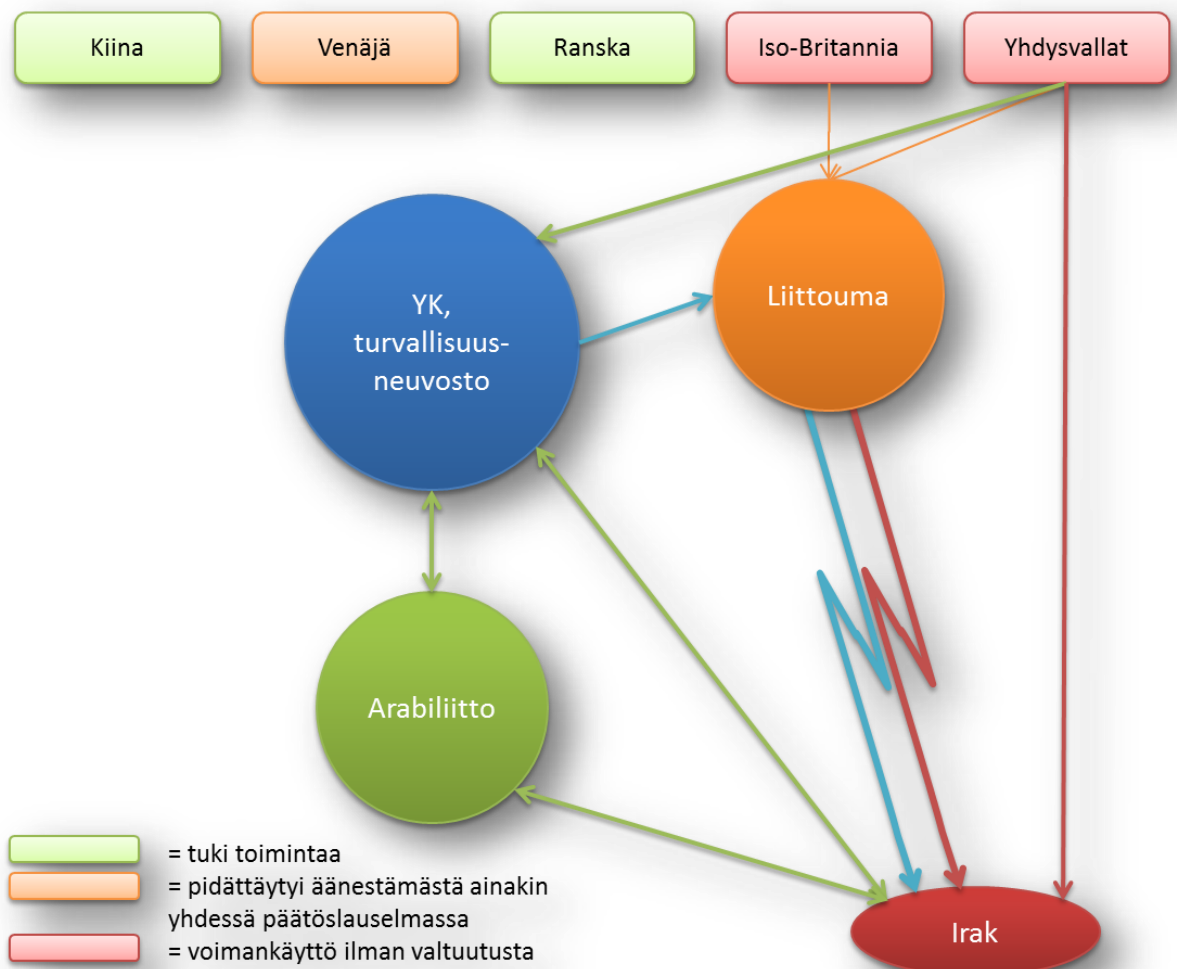 Kiina
Venäjä
Ranska
Iso-Britannia
Yhdysvallat
YK,
turvallisuus-
neuvosto
Liittouma
Arabiliitto
Irak
= tuki toimintaa
= pidättäytyi äänestämästä ainakin
yhdessä päätöslauselmassa
= voimankäyttö ilman valtuutusta